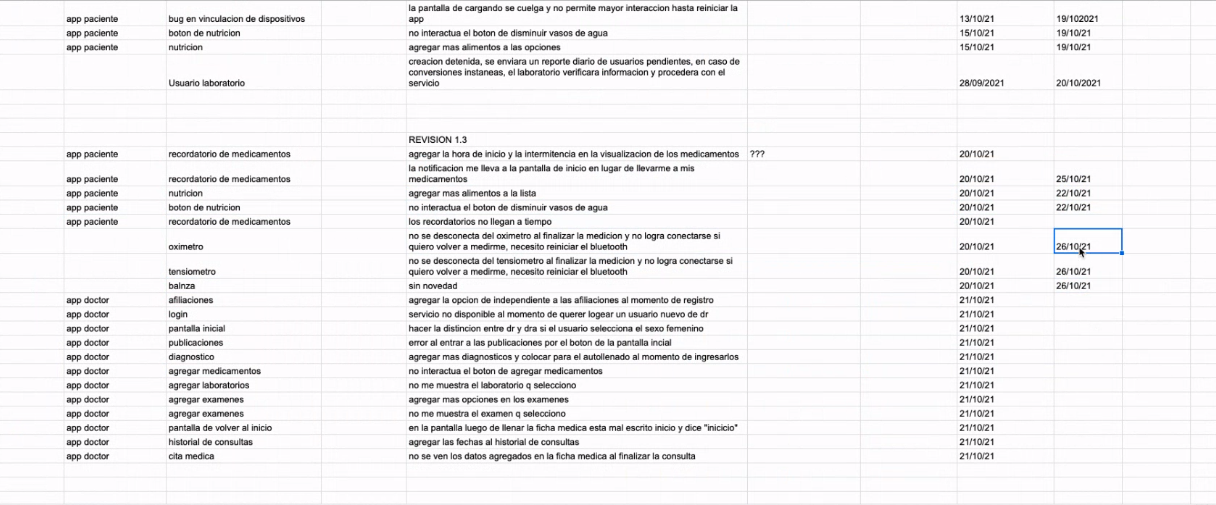 la pantalla de cargando se cuelga y no permite mayor interaccion hasta reiniciar la
app paciente bug en vinculacion de dispositivos app 13/10/21 19/102021
app paciente boton de nutricion no interactua el boton de disminuir vasos de agua 15/10/21 19/10/21
app paciente nutricion agregar mas alimentos a las opciones 15/10/21 19/10/21
creacion detenida, se enviara un reporte diario de usuarios pendientes, en caso de
conversiones instaneas, el laboratorio verificara informacion y procedera con el
Usuario laboratorio servicio 28/09/2021 20/10/2021
REVISION 1.3
app paciente recordatorio de medicamentos agregar la hora de inicio y la intermitencia en la visualizacion de los medicamentos ??? 20/10/21
la notificacion me lleva a la pantalla de inicio en lugar de llevarme a mis
app paciente recordatorio de medicamentos medicamentos 20/10/21 25/10/21
app paciente nutricion agregar mas alimentos a la lista 20/10/21 22/10/21
app paciente boton de nutricion no interactua el boton de disminuir vasos de agua 20/10/21 22/10/21
app paciente recordatorio de medicamentos los recordatorios no llegan a tiempo 20/10/21
no se desconecta del oximetro al finalizar la medicion y no logra conectarse si
oximetro quiero volver a medirme, necesito reiniciar el bluetooth 20/10/21 26/10/21
no se desconecta del tensiometro al finalizar la medicion y no logra conectarse si
tensiometro quiero volver a medirme, necesito reiniciar el bluetooth 20/10/21 26/10/21
balnza sin novedad 20/10/21 26/10/21
app doctor afiliaciones agregar la opcion de independiente a las afiliaciones al momento de registro 21/10/21
app doctor login servicio no disponible al momento de querer logear un usuario nuevo de dr 21/10/21
app doctor pantalla inicial hacer la distincion entre dr y dra si el usuario selecciona el sexo femenino 21/10/21
app doctor publicaciones error al entrar a las publicaciones por el boton de la pantalla incial 21/10/21
app doctor diagnostico agregar mas diagnosticos y colocar para el autollenado al momento de ingresarlos 21/10/21
app doctor agregar medicamentos no interactua el boton de agregar medicamentos 21/10/21
app doctor agregar laboratorios no me muestra el laboratorio q selecciono 21/10/21
app doctor agregar examenes agregar mas opciones en los examenes 21/10/21
app doctor agregar examenes no me muestra el examen q selecciono 21/10/21
app doctor pantalla de volver al inicio en la pantalla luego de llenar la ficha medica esta mal escrito inicio y dice "inicicio" 21/10/21
app doctor historial de consultas agregar las fechas al historial de consultas 21/10/21
app doctor cita medica no se ven los datos agregados en la ficha medica al finalizar la consulta 21/10/21